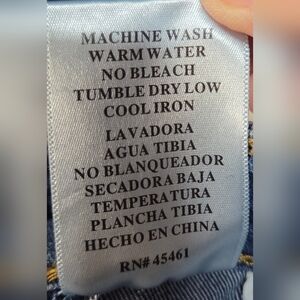 MACHINE WASH
WARM WATER
NO BLEACH
TUMBLE DRY LOW
COOL IRON
LAVADORA
AGUA TIBIA
NO BLANQUEADOR
SECADORA BAJA
TEMPERATURA
PLANCHA TIBIA
HECHO EN CHINA
RN# 45461